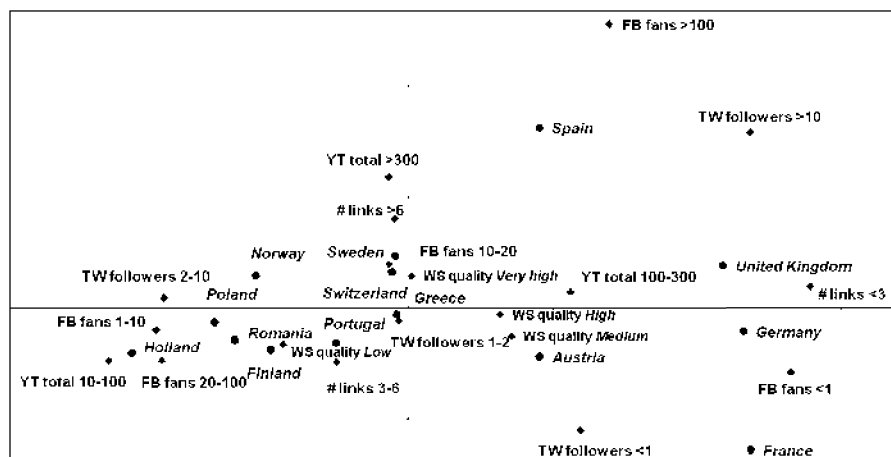 FB fans >100
TW followers >10
Spain
YT total >300
# links >6
Norway
Sweden
FB fans 10-20
TW followers 2-10
WS quality Very high
YT total 100-300
United Kingdom
Poland
Switzerland
Greece
# links <3
FB fans 1-10
Romania
Portugal
WS quality High
Germany
Holland
WS quality Low
TW followers 1-2
WS quality Medium
Austria
YT total 10-100
FB fans 20-100
Finland
# links 3-6
FB fans <1
TW followers <1
France